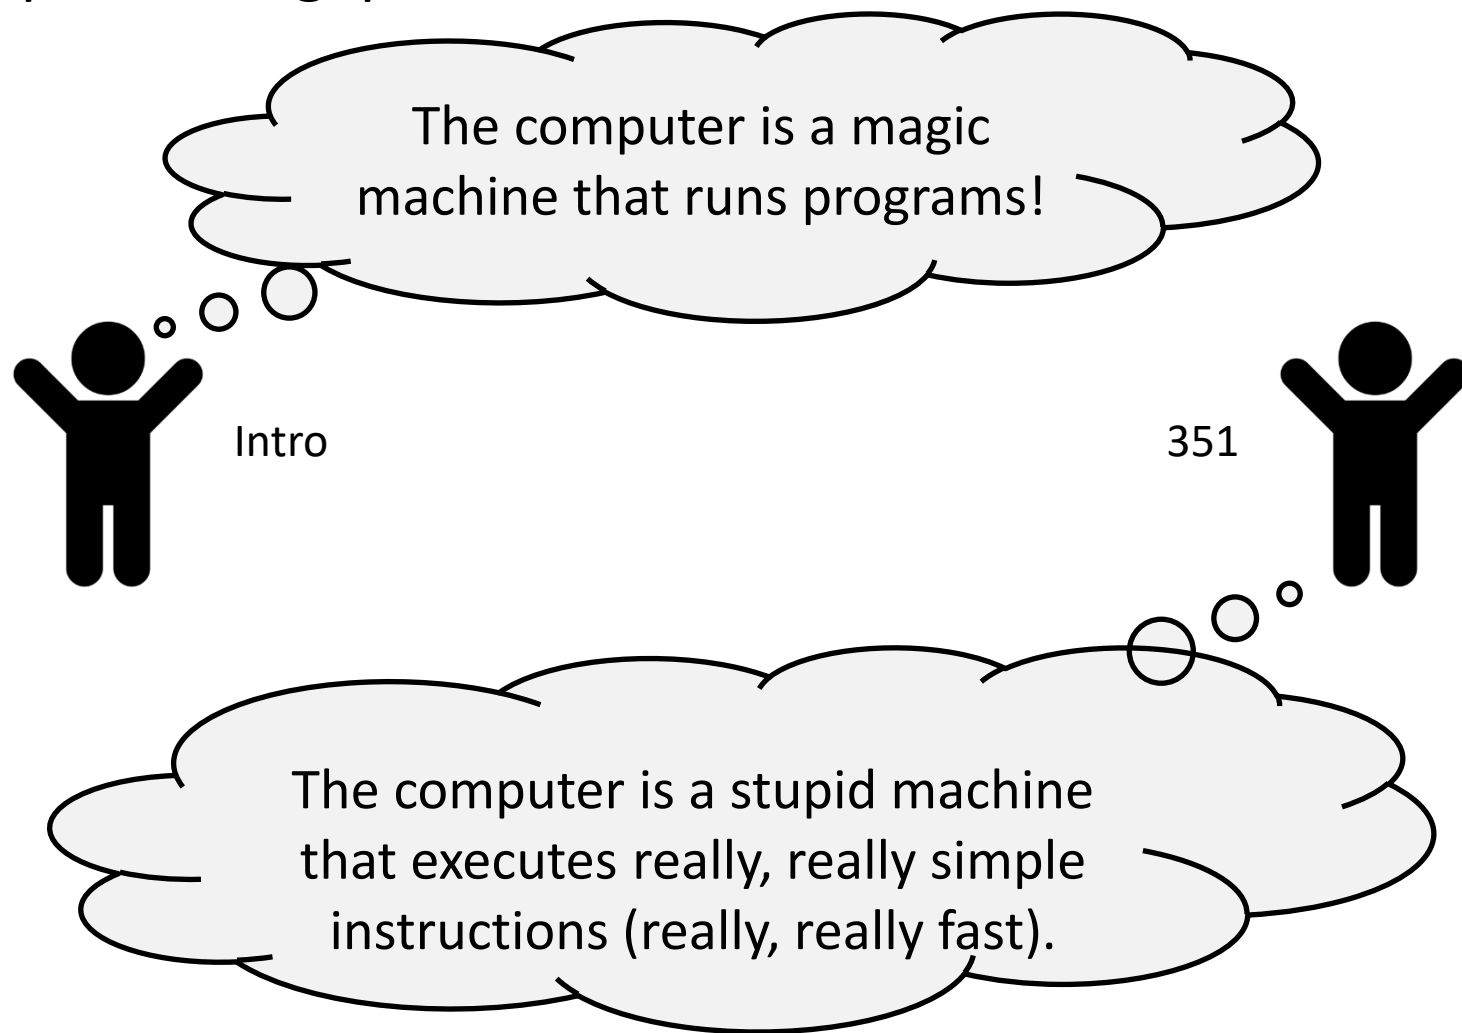 The computer is a magic
machine that runs programs!
Intro
351
The computer is a stupid machine
that executes really, really simple
instructions (really, really fast).